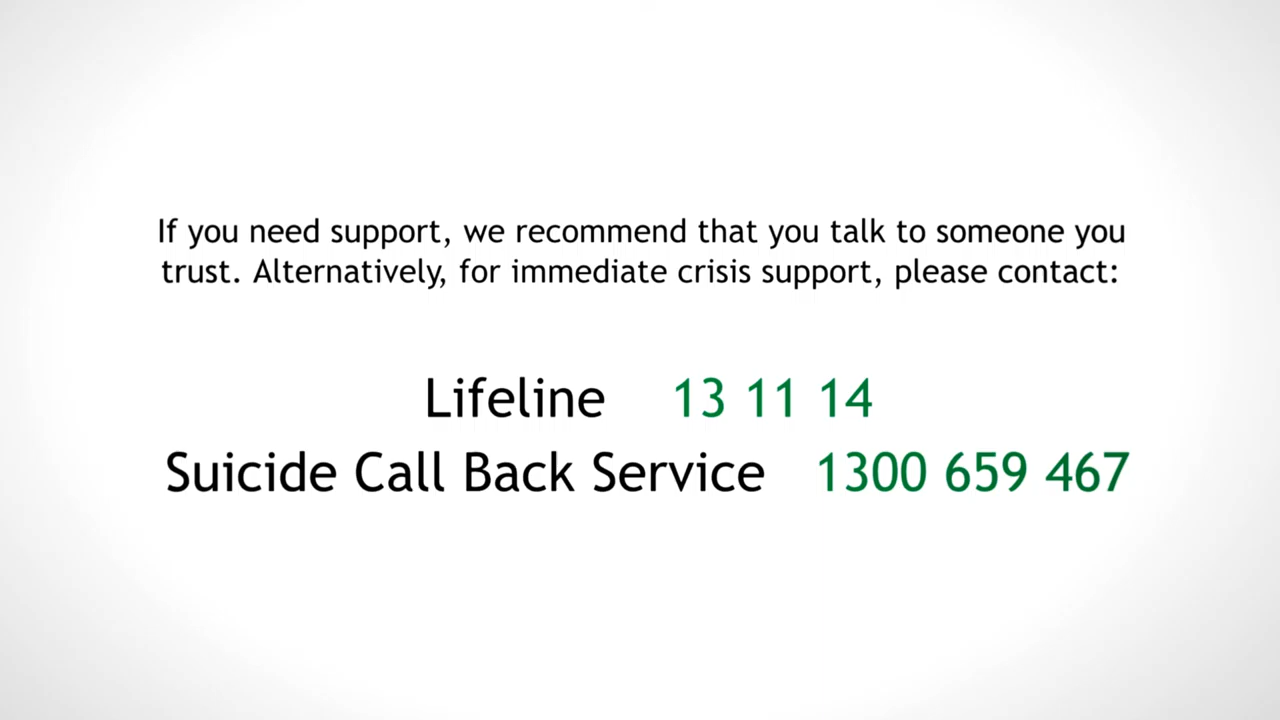 If you need support, we recommend that you talk to someone you
trust. Alternatively, for immediate crisis support, please contact:
Lifeline 13 11 14
Suicide Call Back Service 1300 659 467